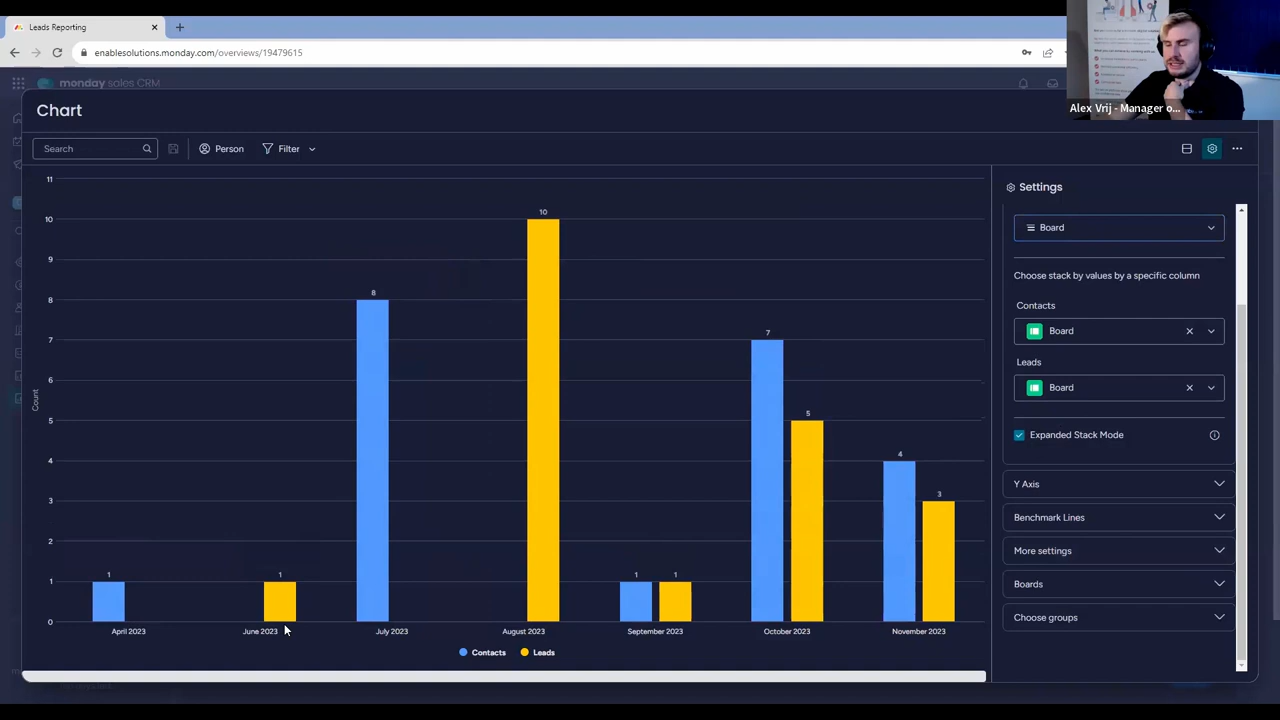 Leads Reporting
enablesolutions.monday.com/overviews/19479615
monday sales CRM
Alex Vrij - Manager o...
Chart
Search
Person
Filter
Settings
Board
Choose stack by values by a specific column
Contacts
Board
Leads
Board
Expanded Stack Mode
Y Axis
Benchmark Lines
More settings
Boards
Choose groups
Count
11
10
9
8
7
6
5
4
3
2
1
0
1
1
8
10
1
1
7
5
4
3
April 2023
June 2023
July 2023
August 2023
September 2023
October 2023
November 2023
Contacts
Leads